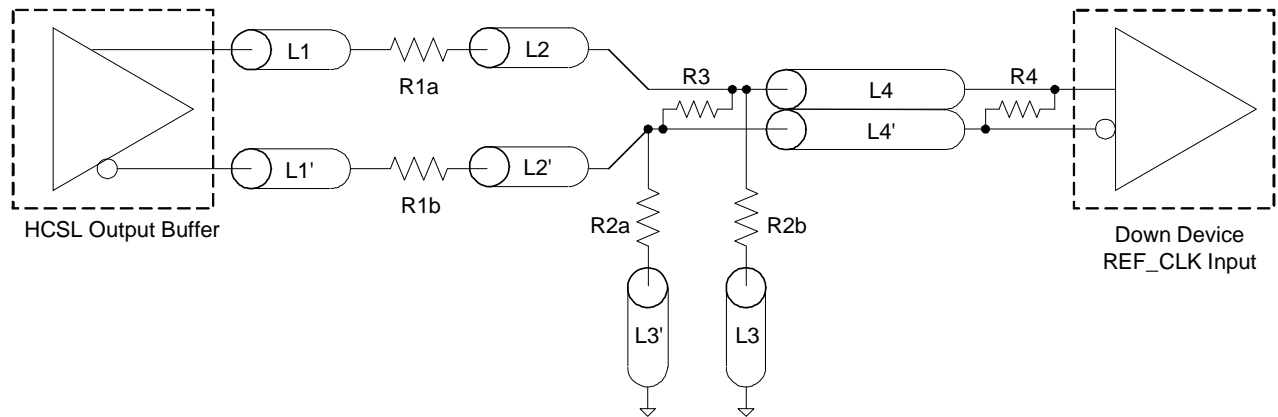 L1
R1a
L2
R3
L4
R4
L4'
L1'
R1b
L2'
HCSL Output Buffer
R2a
R2b
Down Device
REF_CLK Input
L3'
L3